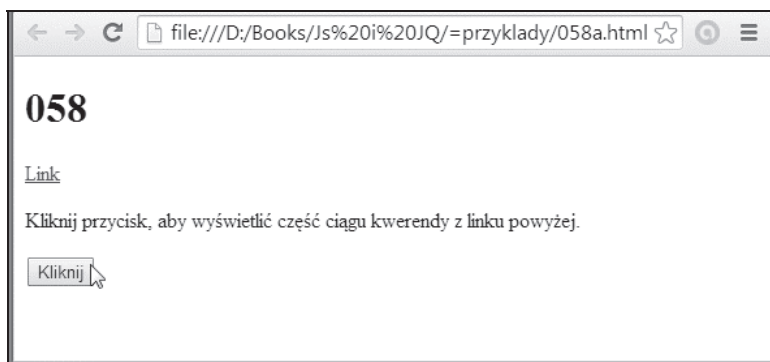 file:///D:/Books/Js%20i%20JQ/=przyklady/058a.html
058
Link
Kliknij przycisk, aby wyświetlić część ciągu kwerendy z linku powyżej.
Kliknij